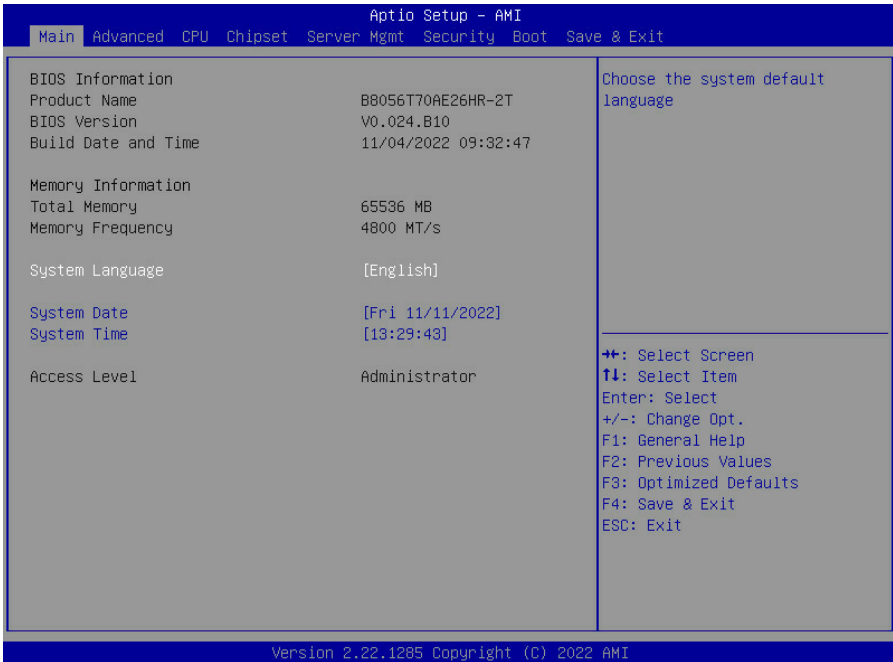 Aptio Setup – AMI
Main Advanced CPU Chipset Server Mgmt Security Boot Save & Exit
BIOS Information
Product Name B8056T70AE26HR-2T
BIOS Version V0.024.B10
Build Date and Time 11/04/2022 09:32:47
Memory Information
Total Memory 65536 MB
Memory Frequency 4800 MT/s
System Language [English]
System Date [Fri 11/11/2022]
System Time [13:29:43]
Access Level Administrator
Choose the system default
language
→←: Select Screen
↑↓: Select Item
Enter: Select
+/-: Change Opt.
F1: General Help
F2: Previous Values
F3: Optimized Defaults
F4: Save & Exit
ESC: Exit
Version 2.22.1285 Copyright (C) 2022 AMI